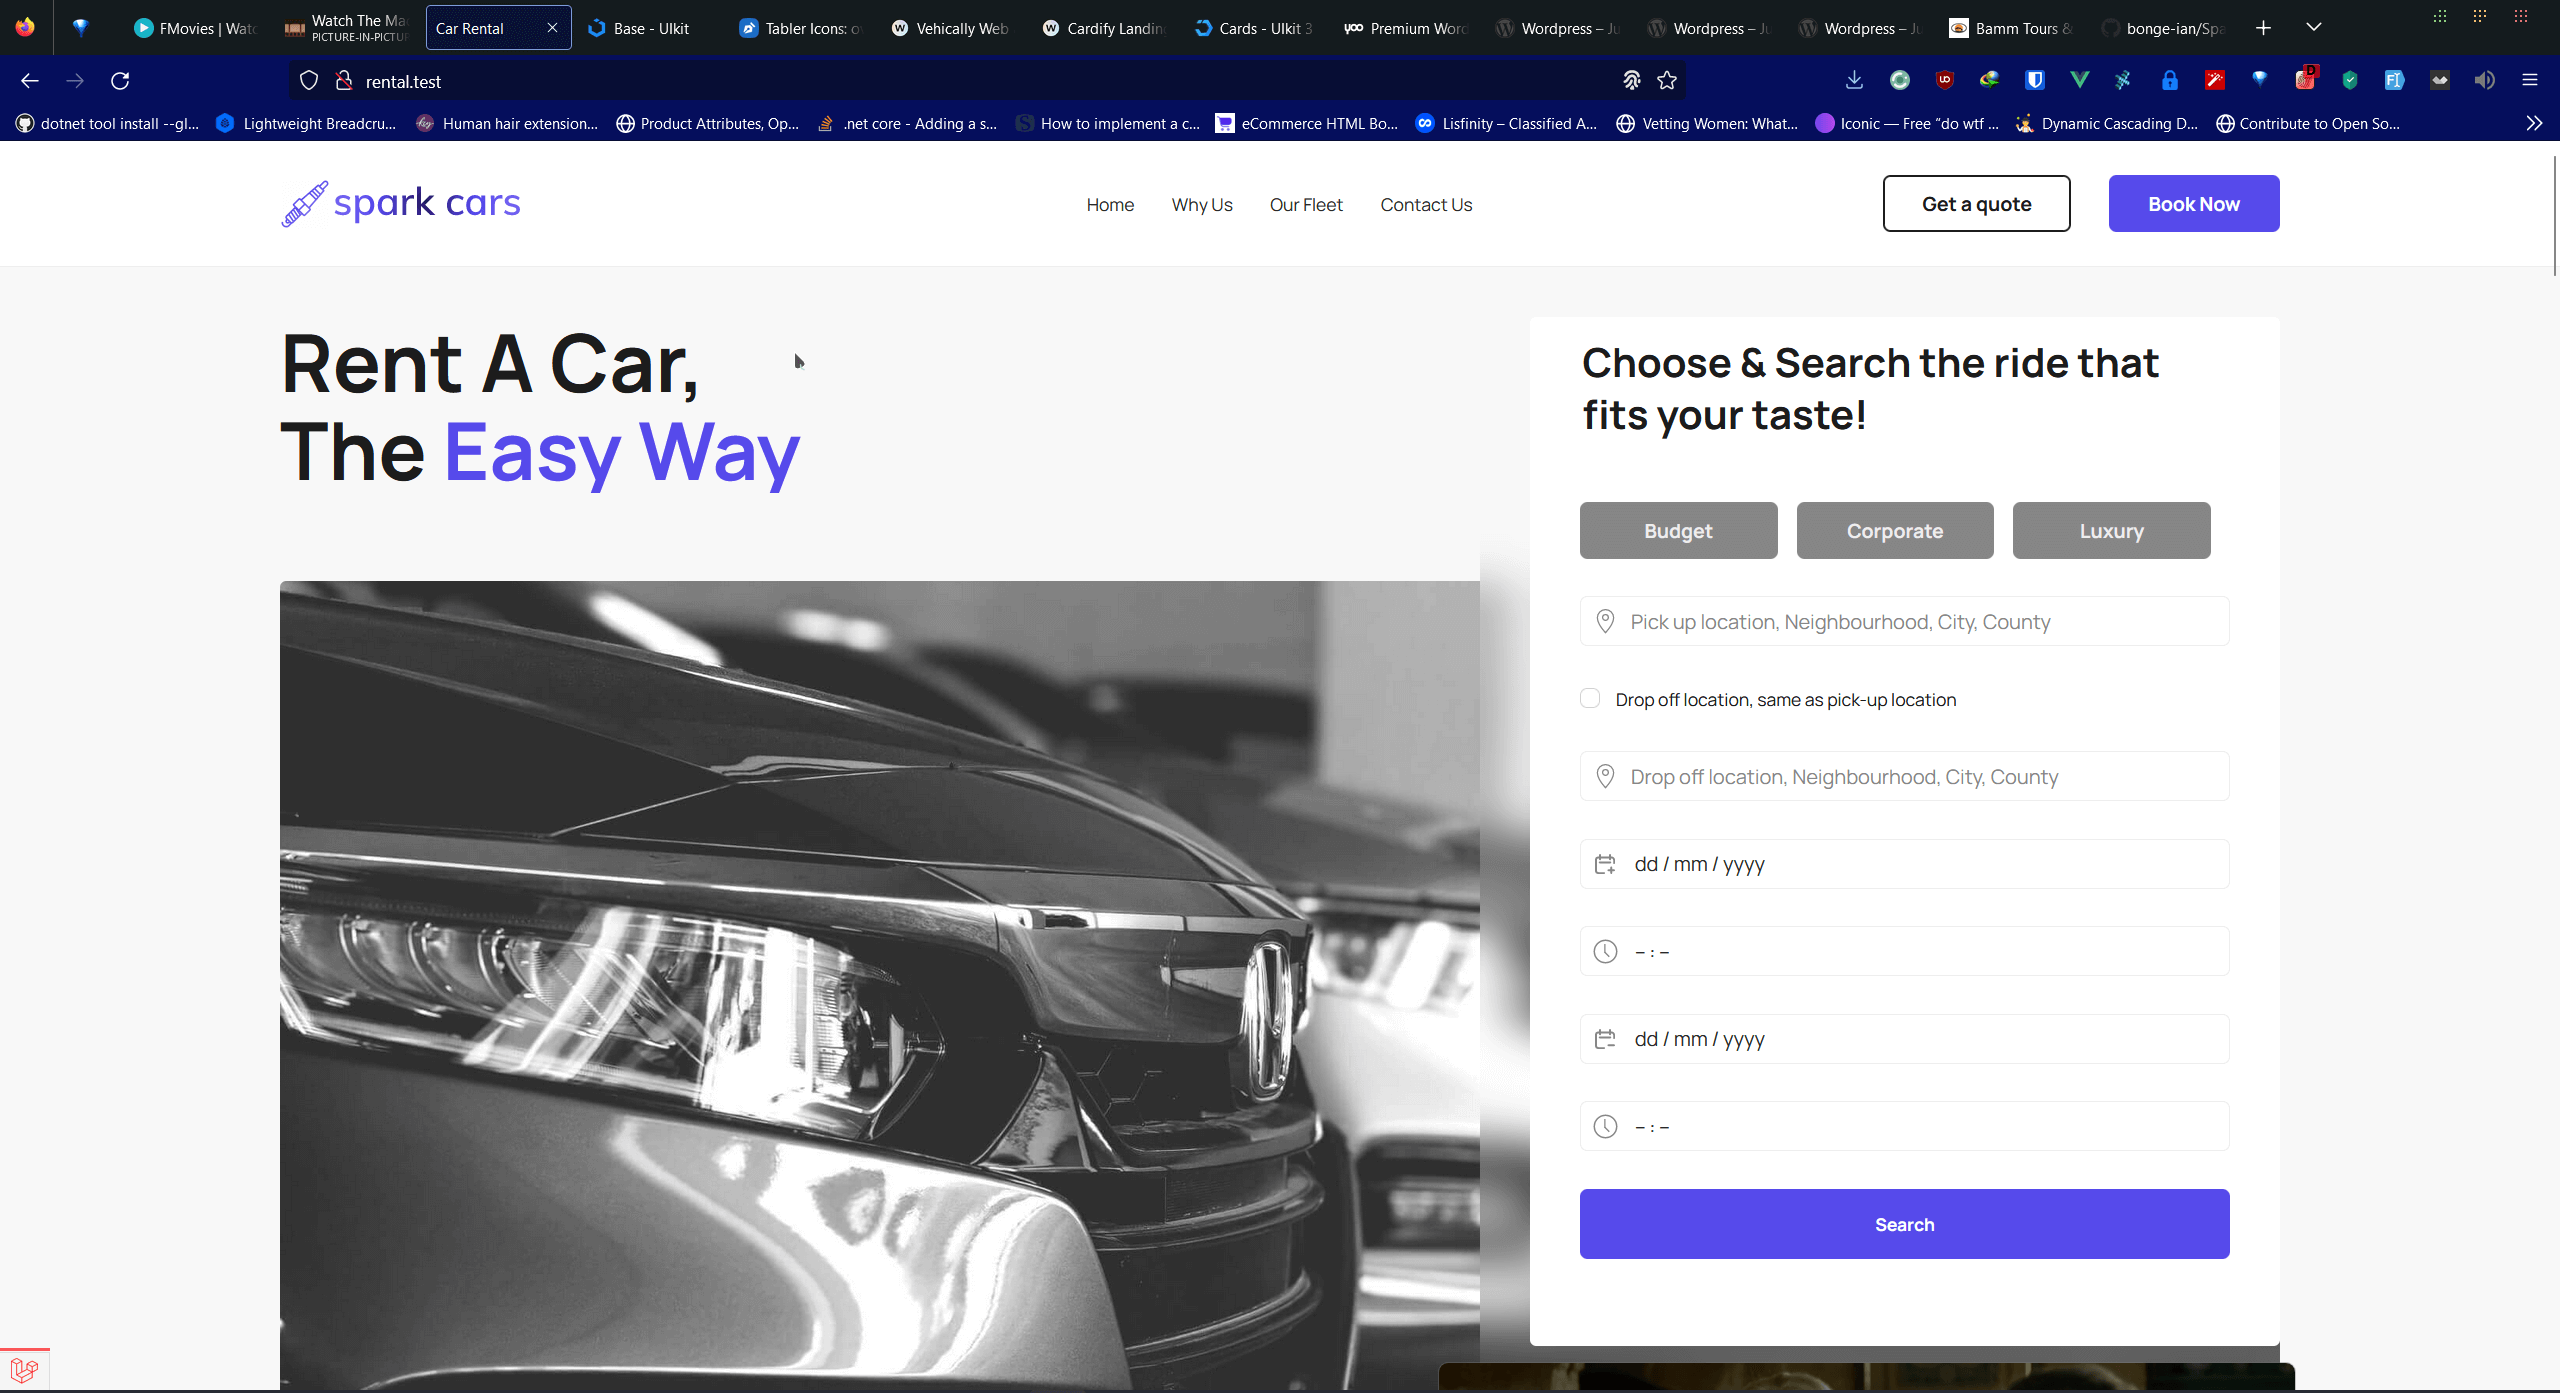 FMovies | Watc
Watch The Ma
PICTURE-IN-PICTUR
Car Rental
Base - UIkit
Tabler Icons: o
Vehically Web
Cardify Landin
Cards - UIkit 3
yoo Premium Word
Wordpress – Ju
Wordpress – Ju
Wordpress – Ju
Bamm Tours &
bonge-ian/Spa
rental.test
dotnet tool install --gl...
Lightweight Breadcru...
Human hair extension...
Product Attributes, Op...
.net core - Adding a s...
How to implement a c...
eCommerce HTML Bo...
Lisfinity – Classified A...
Vetting Women: What...
Iconic — Free “do wtf ...
Dynamic Cascading D...
Contribute to Open So...
spark cars
Home
Why Us
Our Fleet
Contact Us
Get a quote
Book Now
Rent A Car,
The Easy Way
Choose & Search the ride that
fits your taste!
Budget
Corporate
Luxury
Pick up location, Neighbourhood, City, County
Drop off location, same as pick-up location
Drop off location, Neighbourhood, City, County
dd / mm / yyyy
– : –
dd / mm / yyyy
– : –
Search